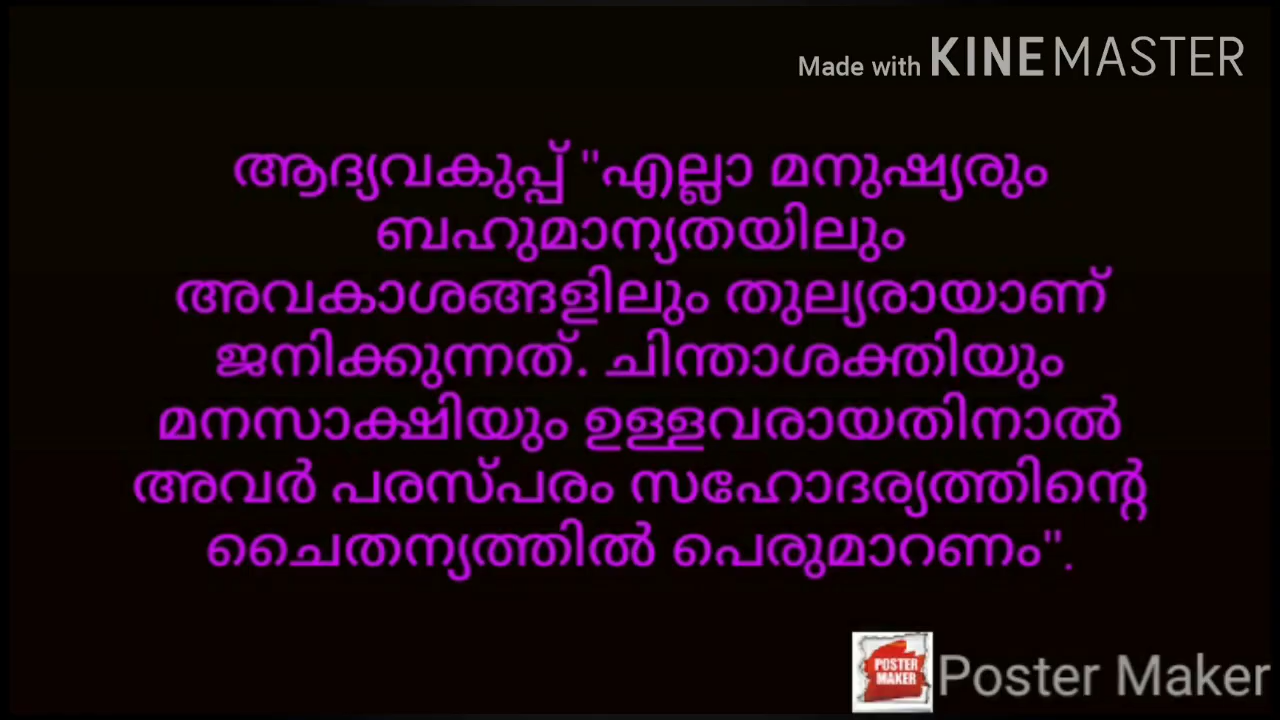 Made with KINEMASTER
ആദ്യവകുപ്പ് "എല്ലാ മനുഷ്യരും
ബഹുമാന്യതയിലും
അവകാശങ്ങളിലും തുല്യരായാണ്
ജനിക്കുന്നത്. ചിന്താശക്തിയും
മനസാക്ഷിയും ഉള്ളവരായതിനാൽ
അവർ പരസ്പരം സഹോദര്യത്തിന്റെ
ചൈതന്യത്തിൽ പെരുമാറണം".
POSTER
MAKER
Poster Maker